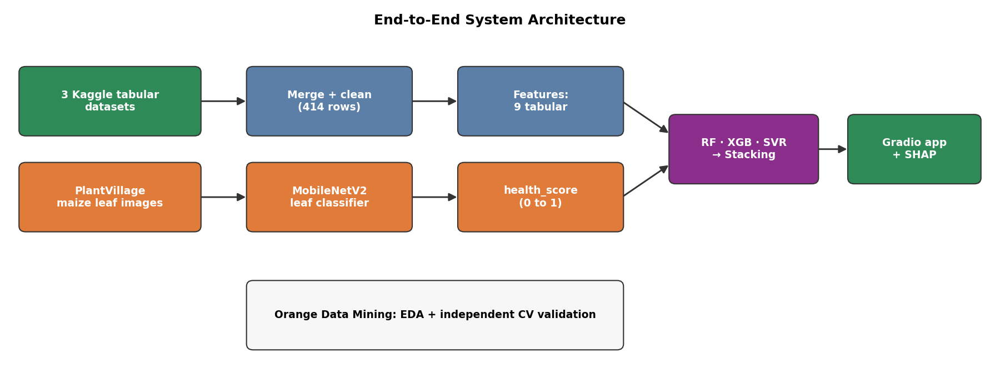 End-to-End System Architecture
3 Kaggle tabular
datasets
Merge + clean
(414 rows)
Features:
9 tabular
RF · XGB · SVR
→ Stacking
Gradio app
+ SHAP
PlantVillage
maize leaf images
MobileNetV2
leaf classifier
health_score
(0 to 1)
Orange Data Mining: EDA + independent CV validation